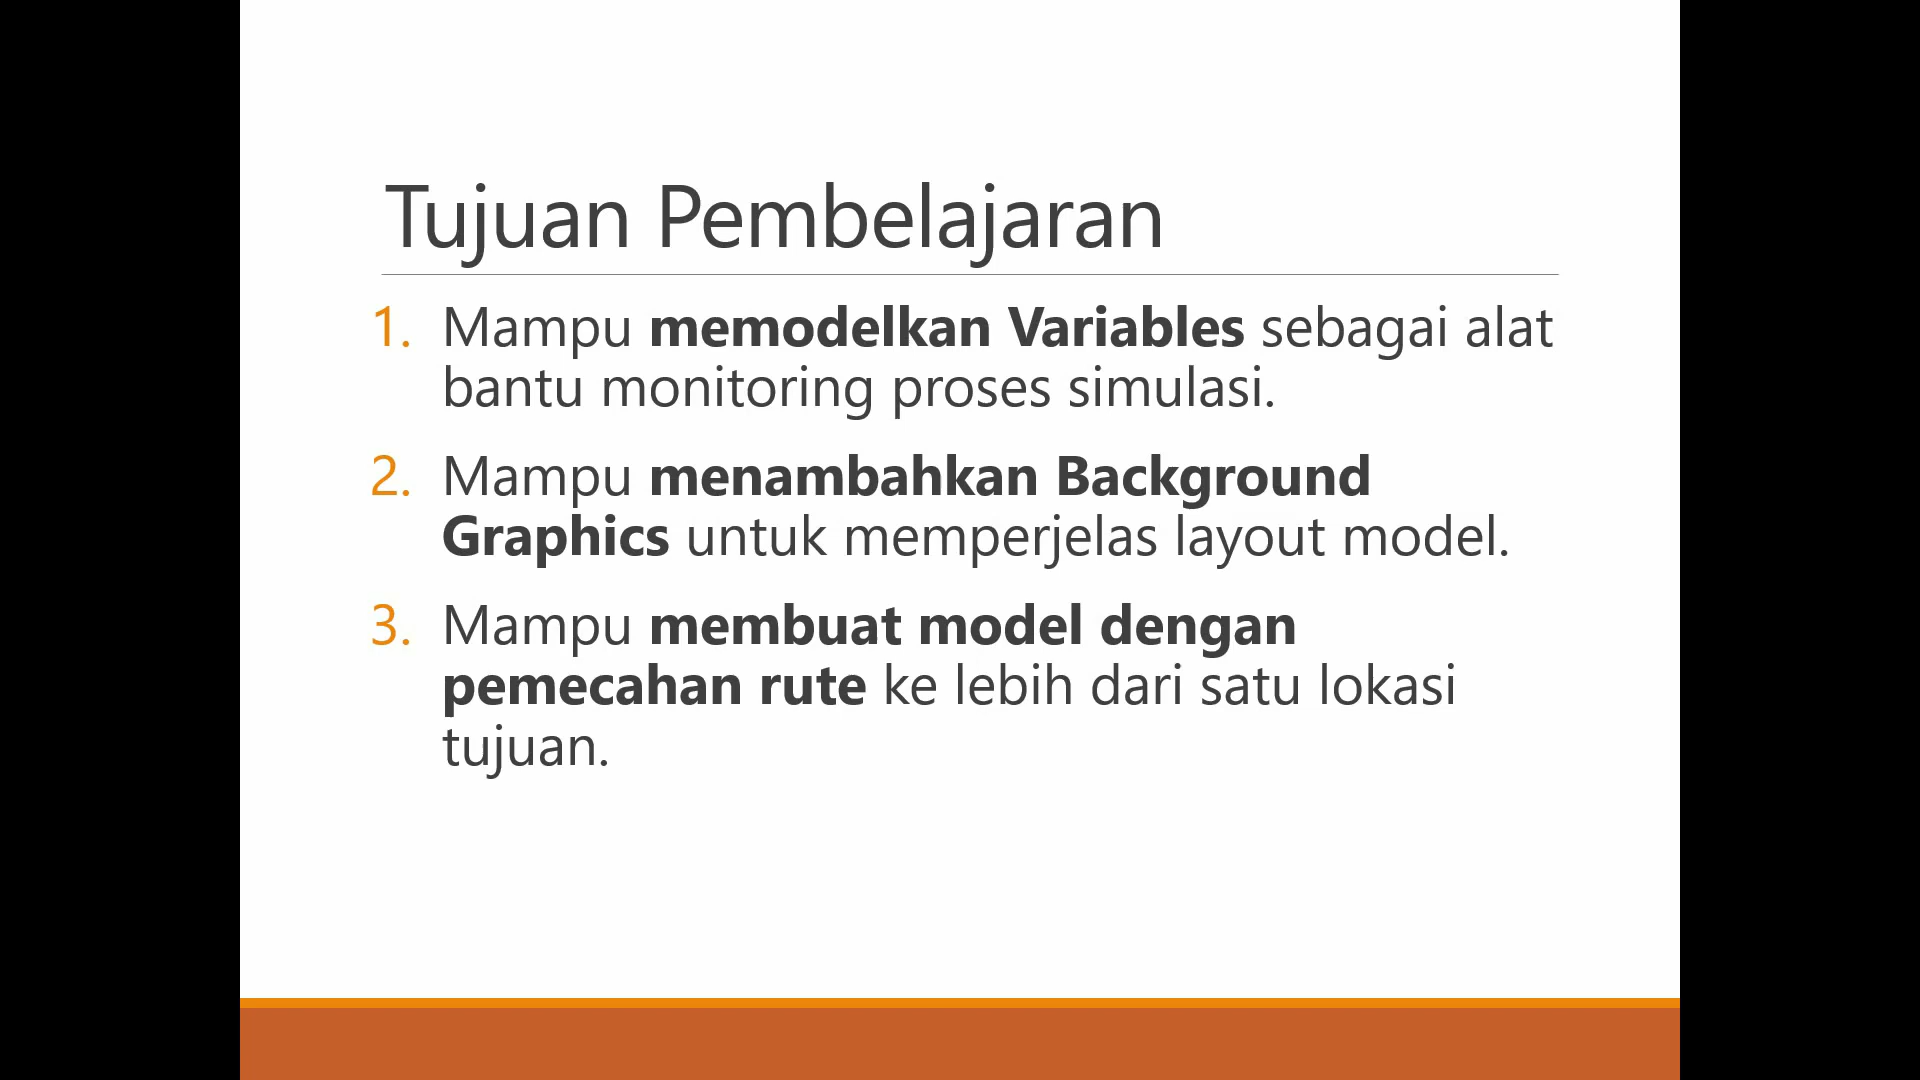 Tujuan Pembelajaran
1. Mampu memodelkan Variables sebagai alat
bantu monitoring proses simulasi.
2. Mampu menambahkan Background
Graphics untuk memperjelas layout model.
3. Mampu membuat model dengan
pemecahan rute ke lebih dari satu lokasi
tujuan.